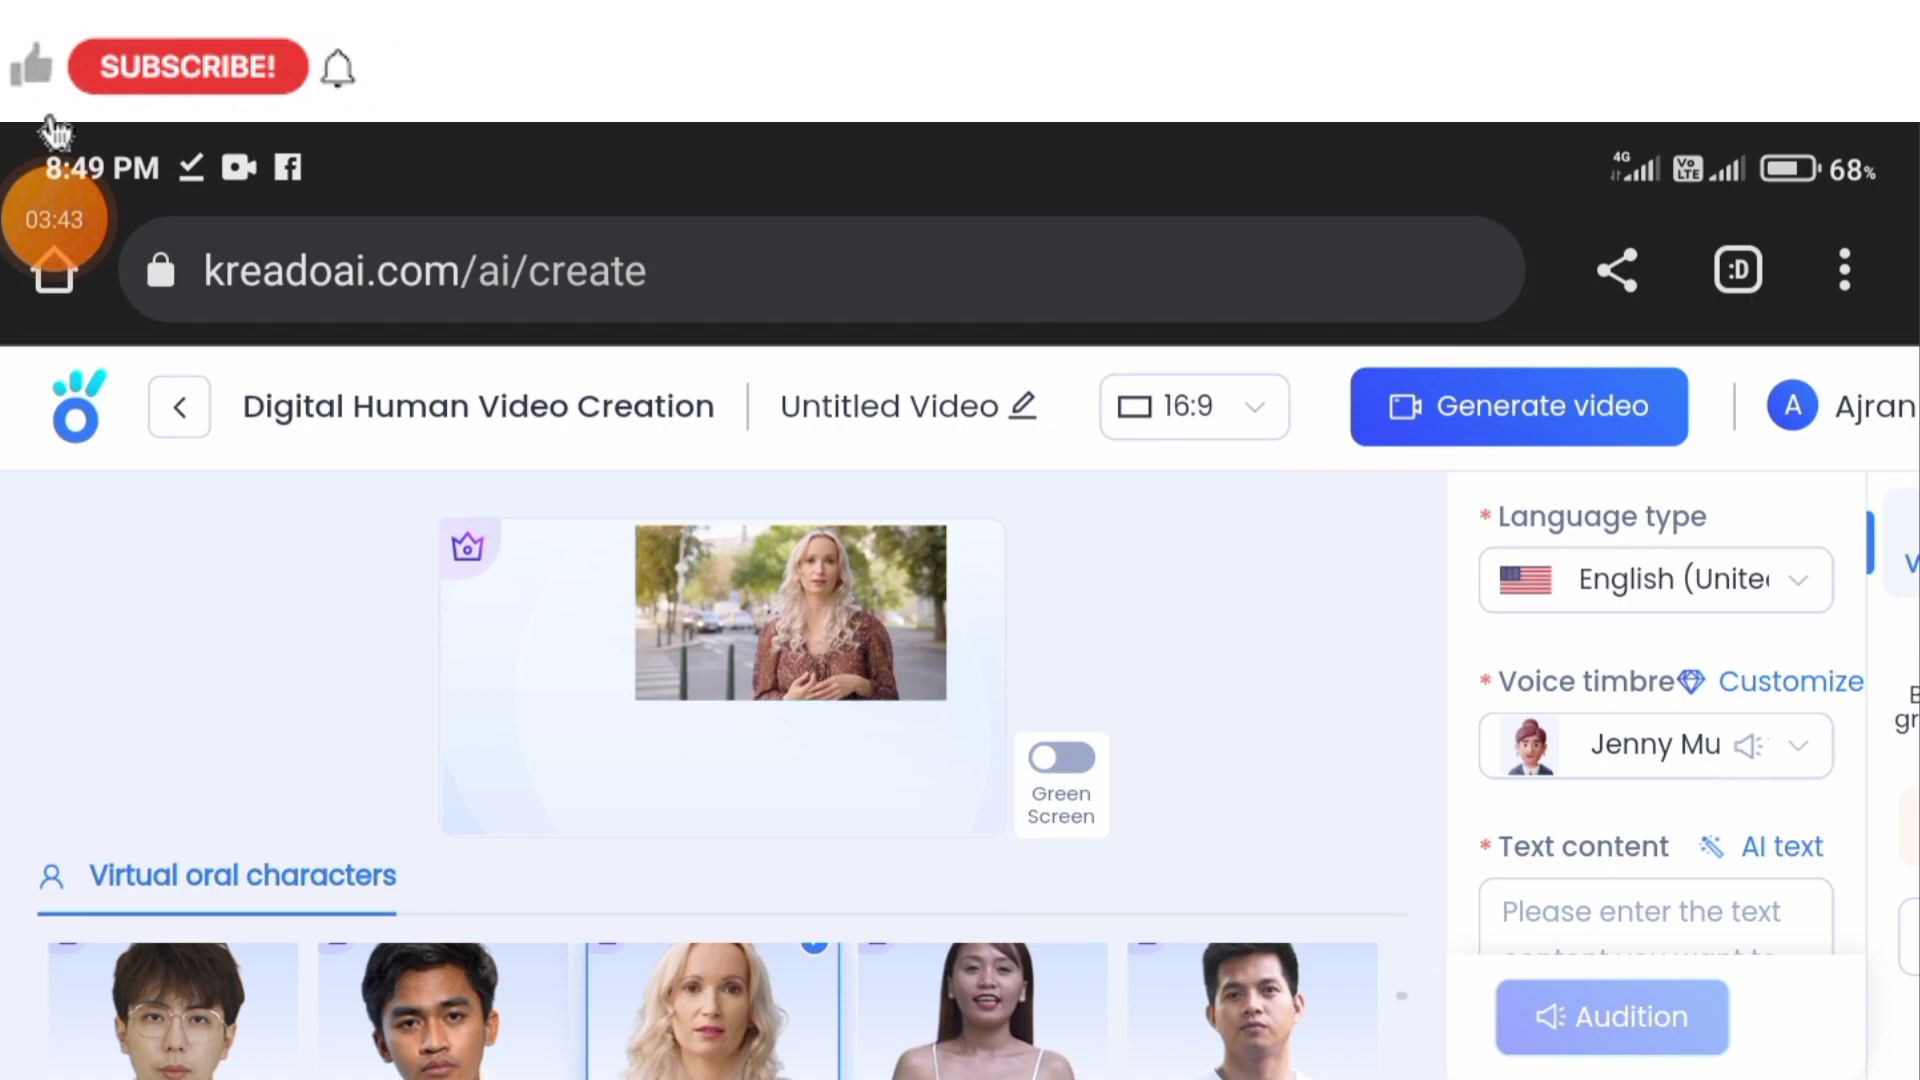 SUBSCRIBE!
8:49 PM
4G
Vo
LTE
68%
03:43
kreadoai.com/ai/create
:D
Digital Human Video Creation
Untitled Video
16:9
Generate video
A
Ajran
* Language type
English (Unite
* Voice timbre
Customize
Jenny Mu
Green
Screen
* Text content
AI text
Virtual oral characters
Please enter the text
Audition